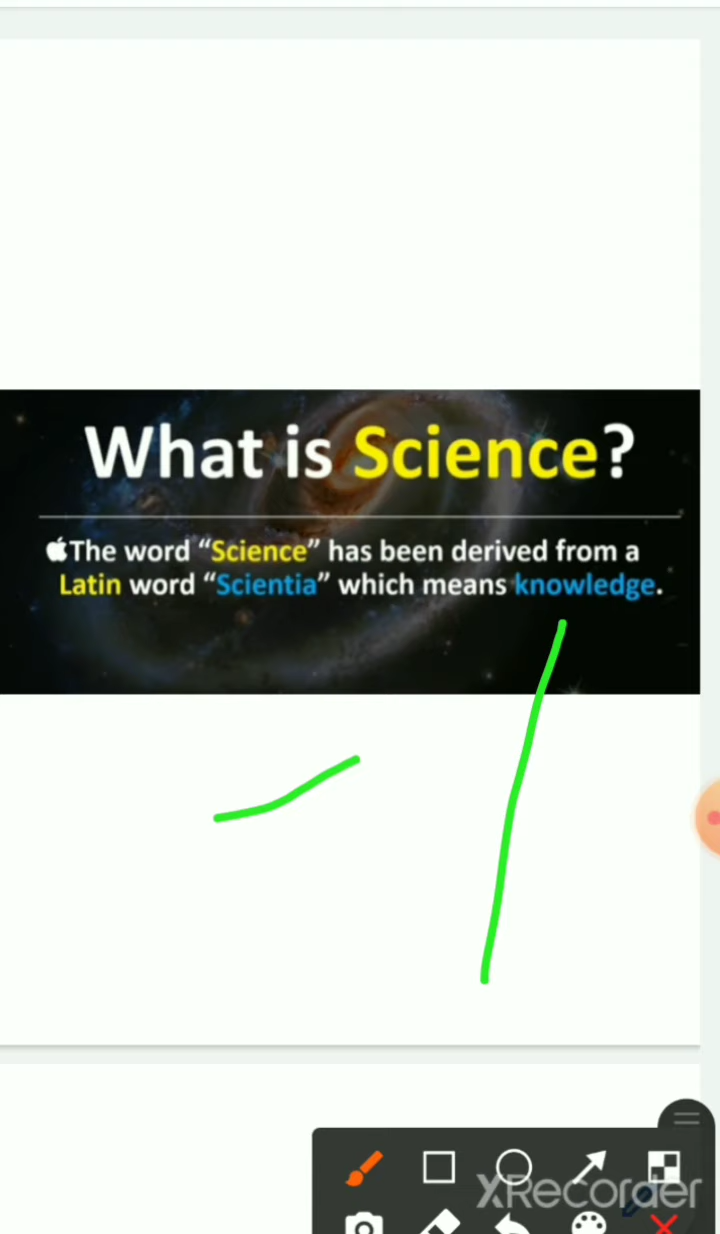 What is Science?
The word “Science” has been derived from a
Latin word “Scientia” which means knowledge.
XRecorder